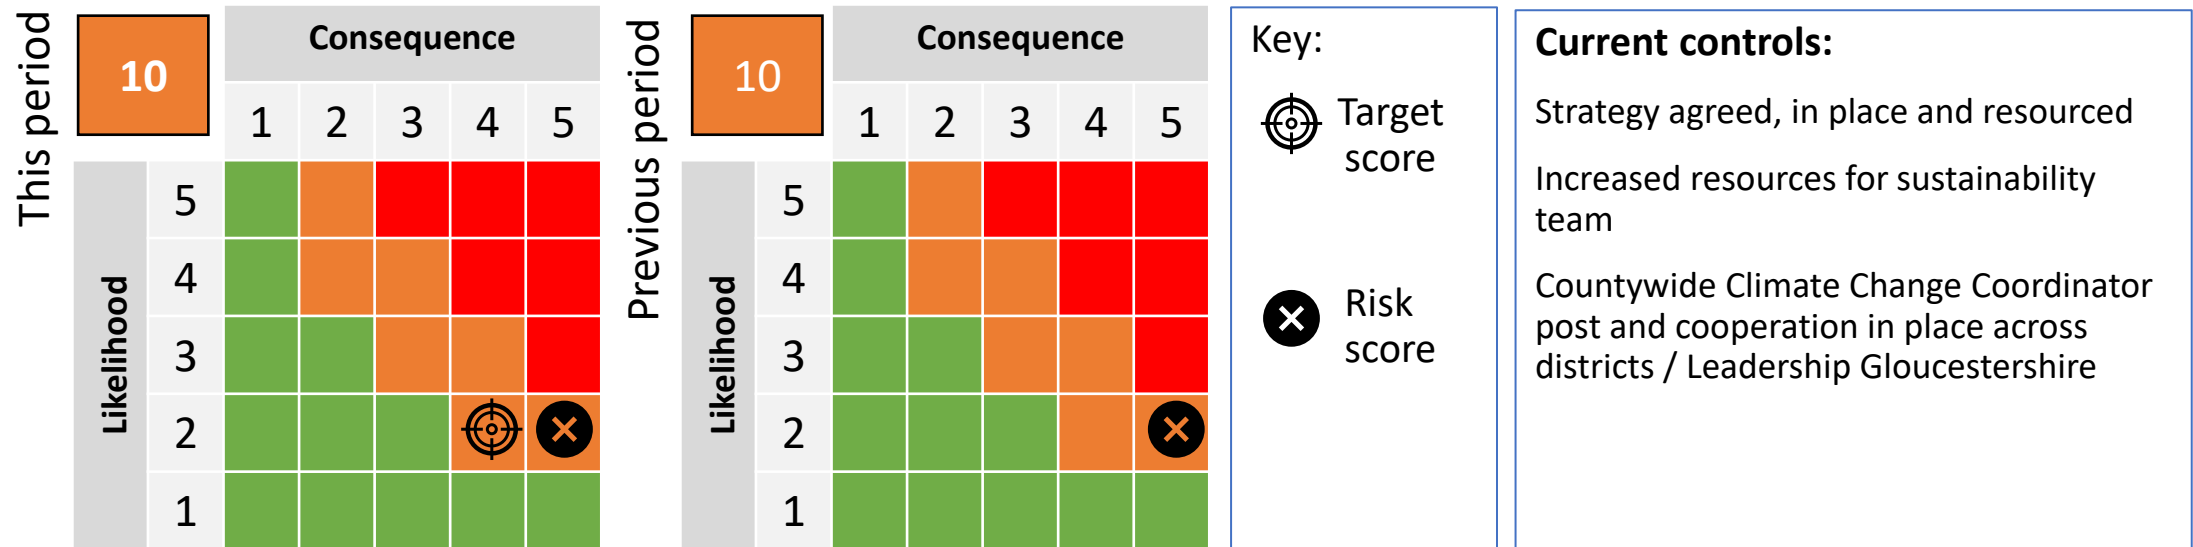 This period
10
Consequence
1 2 3 4 5
Likelihood
5
4
3
2
1
Previous period
10
Consequence
1 2 3 4 5
Likelihood
5
4
3
2
1
Key:
Target
score
Risk
score
Current controls:
Strategy agreed, in place and resourced
Increased resources for sustainability
team
Countywide Climate Change Coordinator
post and cooperation in place across
districts / Leadership Gloucestershire